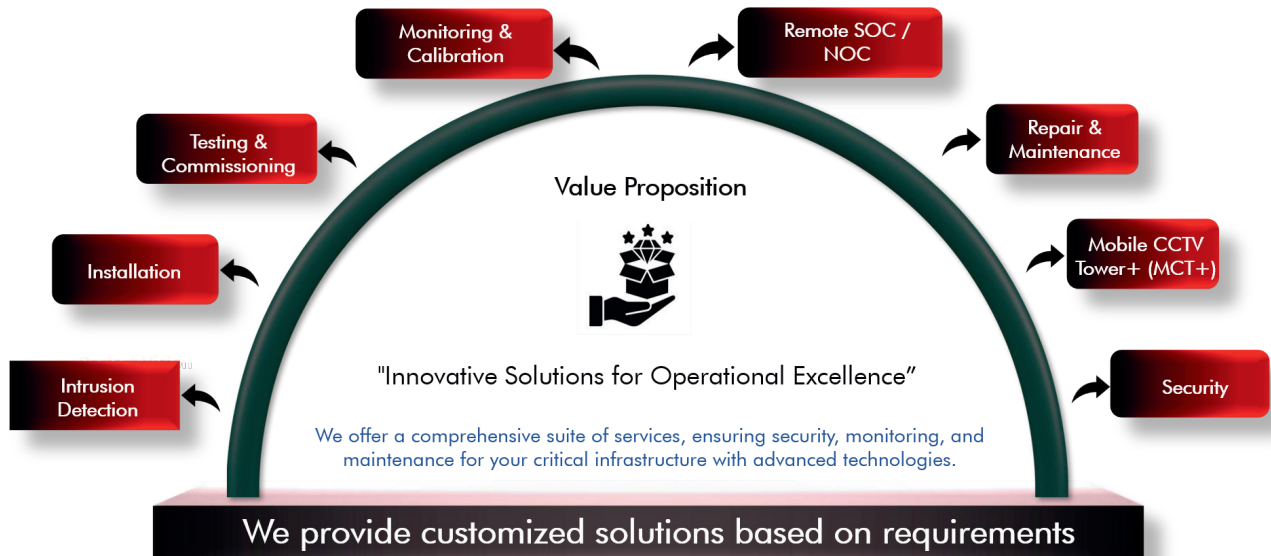 Monitoring &
Calibration
Remote SOC /
NOC
Testing &
Commissioning
Repair &
Maintenance
Value Proposition
Installation
Mobile CCTV
Tower+ (MCT+)
Intrusion
Detection
"Innovative Solutions for Operational Excellence”
Security
We offer a comprehensive suite of services, ensuring security, monitoring, and
maintenance for your critical infrastructure with advanced technologies.
We provide customized solutions based on requirements